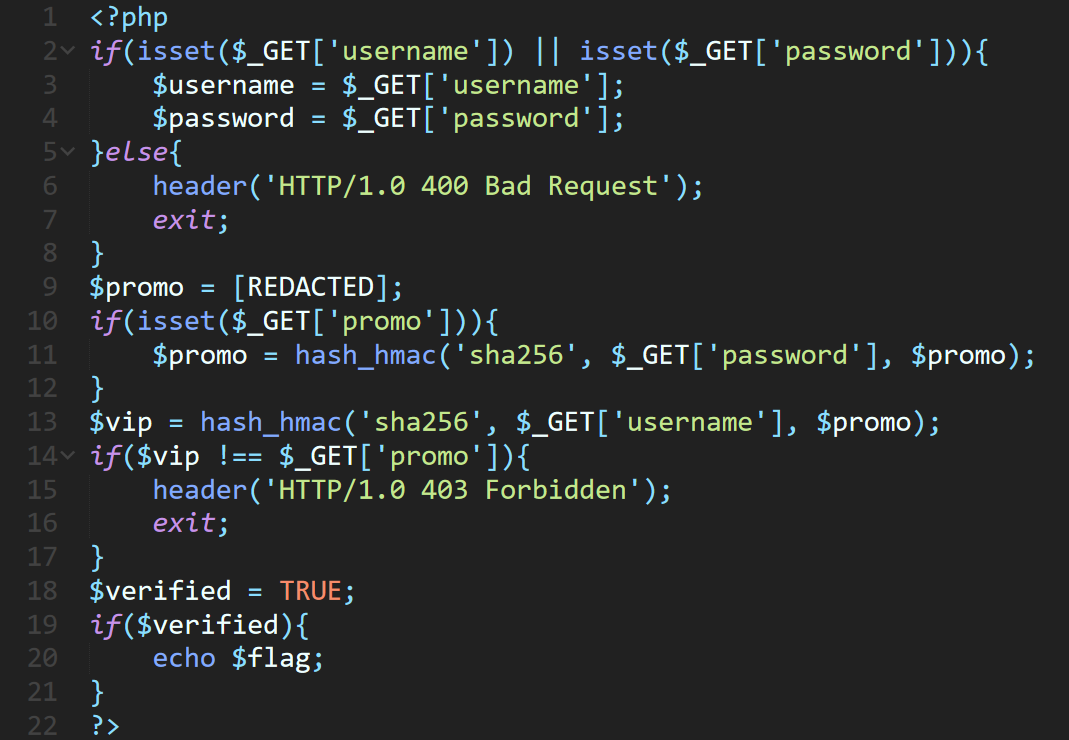 1 <?php
2 if(isset($_GET['username']) || isset($_GET['password'])){
3     $username = $_GET['username'];
4     $password = $_GET['password'];
5 }else{
6     header('HTTP/1.0 400 Bad Request');
7     exit;
8 }
9 $promo = [REDACTED];
10 if(isset($_GET['promo'])){
11     $promo = hash_hmac('sha256', $_GET['password'], $promo);
12 }
13 $vip = hash_hmac('sha256', $_GET['username'], $promo);
14 if($vip !== $_GET['promo']){
15     header('HTTP/1.0 403 Forbidden');
16     exit;
17 }
18 $verified = TRUE;
19 if($verified){
20     echo $flag;
21 }
22 ?>